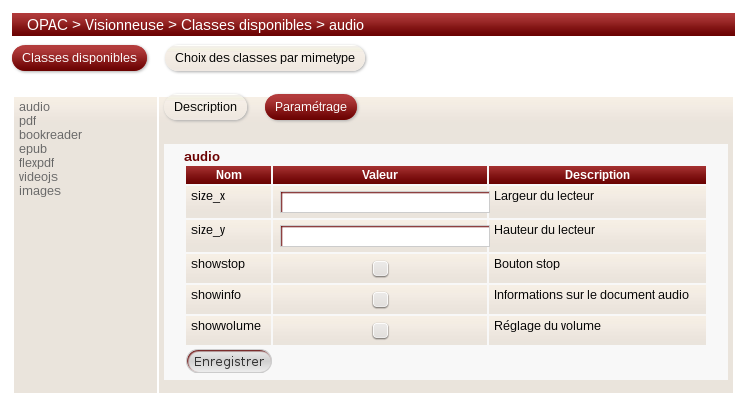 OPAC > Visionneuse > Classes disponibles > audio
Classes disponibles
Choix des classes par mimetype
audio
pdf
bookreader
epub
flexpdf
videojs
images
Description
Paramétrage
audio
Nom Valeur Description
size_x Largeur du lecteur
size_y Hauteur du lecteur
showstop Bouton stop
showinfo Informations sur le document audio
showvolume Réglage du volume
Enregistrer